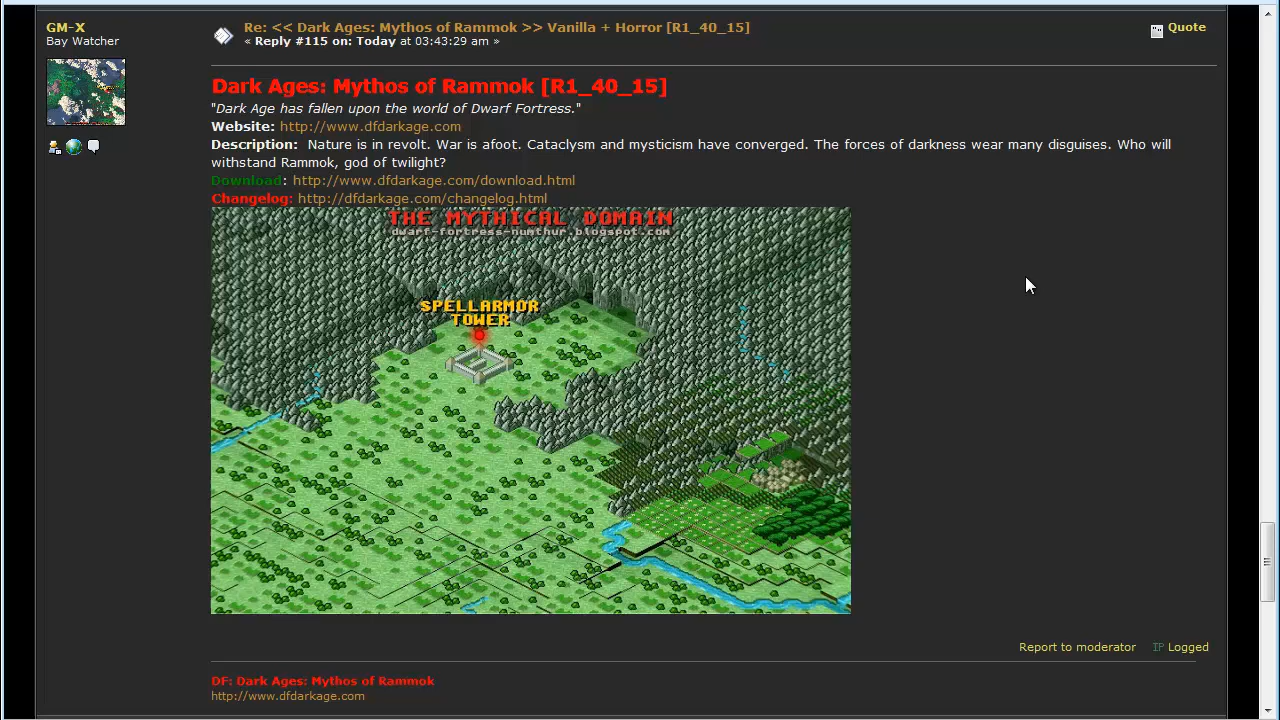 GM-X
Bay Watcher
Re: << Dark Ages: Mythos of Rammok >> Vanilla + Horror [R1_40_15]
« Reply #115 on: Today at 03:43:29 am »
Quote
Dark Ages: Mythos of Rammok [R1_40_15]
"Dark Age has fallen upon the world of Dwarf Fortress."
Website: http://www.dfdarkage.com
Description:  Nature is in revolt. War is afoot. Cataclysm and mysticism have converged. The forces of darkness wear many disguises. Who will
withstand Rammok, god of twilight?
Download: http://www.dfdarkage.com/download.html
Changelog: http://dfdarkage.com/changelog.html
THE MYTHICAL DOMAIN
dwarf-fortress-numthur.blogspot.com
SPELLARMOR
TOWER
Report to moderator
IP Logged
DF: Dark Ages: Mythos of Rammok
http://www.dfdarkage.com